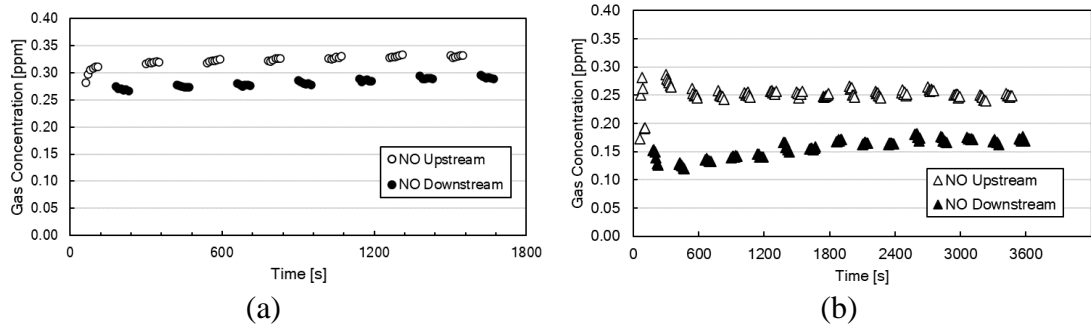 0.40
0.35
0.30
0.25
0.20
0.15
0.10
0.05
0.00
Gas Concentration [ppm]
NO Upstream
NO Downstream
0 600 1200 1800
Time [s]
(a)
0.40
0.35
0.30
0.25
0.20
0.15
0.10
0.05
0.00
Gas Concentration [ppm]
NO Upstream
NO Downstream
0 600 1200 1800 2400 3000 3600
Time [s]
(b)